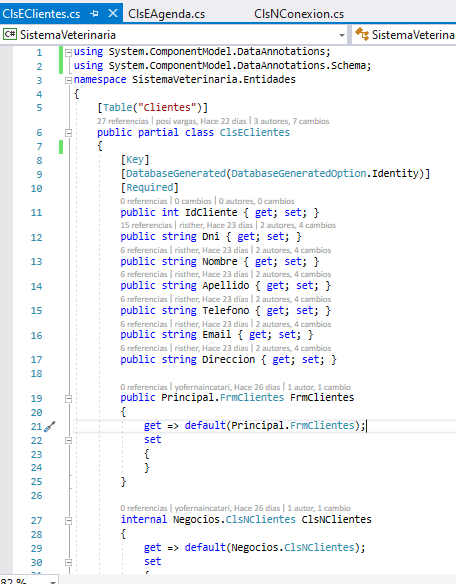 ClsEClientes.cs ClsEAgenda.cs ClsNConexion.cs
C# SistemaVeterinaria SistemaVeterinaria
1 using System.ComponentModel.DataAnnotations;
2 using System.ComponentModel.DataAnnotations.Schema;
3 namespace SistemaVeterinaria.Entidades
4 {
5 [Table("Clientes")]
27 referencias | posi vargas, Hace 22 días | 3 autores, 7 cambios
6 public partial class ClsEClientes
7 {
8 [Key]
9 [DatabaseGenerated(DatabaseGeneratedOption.Identity)]
10 [Required]
0 referencias | 0 cambios | 0 autores, 0 cambios
11 public int IdCliente { get; set; }
15 referencias | risther, Hace 23 días | 2 autores, 4 cambios
12 public string Dni { get; set; }
6 referencias | risther, Hace 23 días | 2 autores, 4 cambios
13 public string Nombre { get; set; }
6 referencias | risther, Hace 23 días | 2 autores, 4 cambios
14 public string Apellido { get; set; }
6 referencias | risther, Hace 23 días | 2 autores, 4 cambios
15 public string Telefono { get; set; }
6 referencias | risther, Hace 23 días | 2 autores, 4 cambios
16 public string Email { get; set; }
6 referencias | risther, Hace 23 días | 2 autores, 4 cambios
17 public string Direccion { get; set; }
18
0 referencias | yofernaincatari, Hace 26 días | 1 autor, 1 cambio
19 public Principal.FrmClientes FrmClientes
20 {
21 get => default(Principal.FrmClientes);
22 set
23 {
24 }
25 }
26
0 referencias | yofernaincatari, Hace 26 días | 1 autor, 1 cambio
27 internal Negocios.ClsNClientes ClsNClientes
28 {
29 get => default(Negocios.ClsNClientes);
30 set
{
82 %